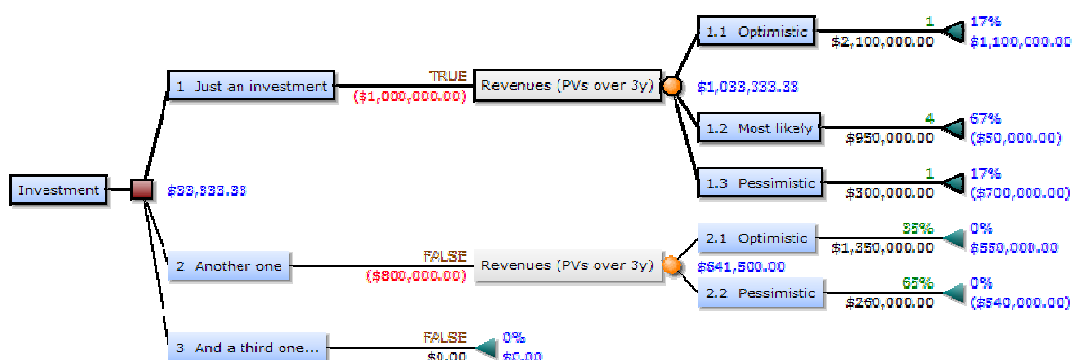 1.1 Optimistic
1
$2,100,000.00
17%
$1,100,000.00
1 Just an investment
TRUE
($1,000,000.00)
Revenues (PVs over 3y)
$1,033,333.33
1.2 Most likely
4
$950,000.00
67%
($50,000.00)
1.3 Pessimistic
1
$300,000.00
17%
($700,000.00)
Investment
$33,333.33
2 Another one
FALSE
($800,000.00)
Revenues (PVs over 3y)
$641,500.00
2.1 Optimistic
35%
$1,350,000.00
0%
$550,000.00
2.2 Pessimistic
65%
$260,000.00
0%
($540,000.00)
3 And a third one...
FALSE
$0.00
0%
$0.00